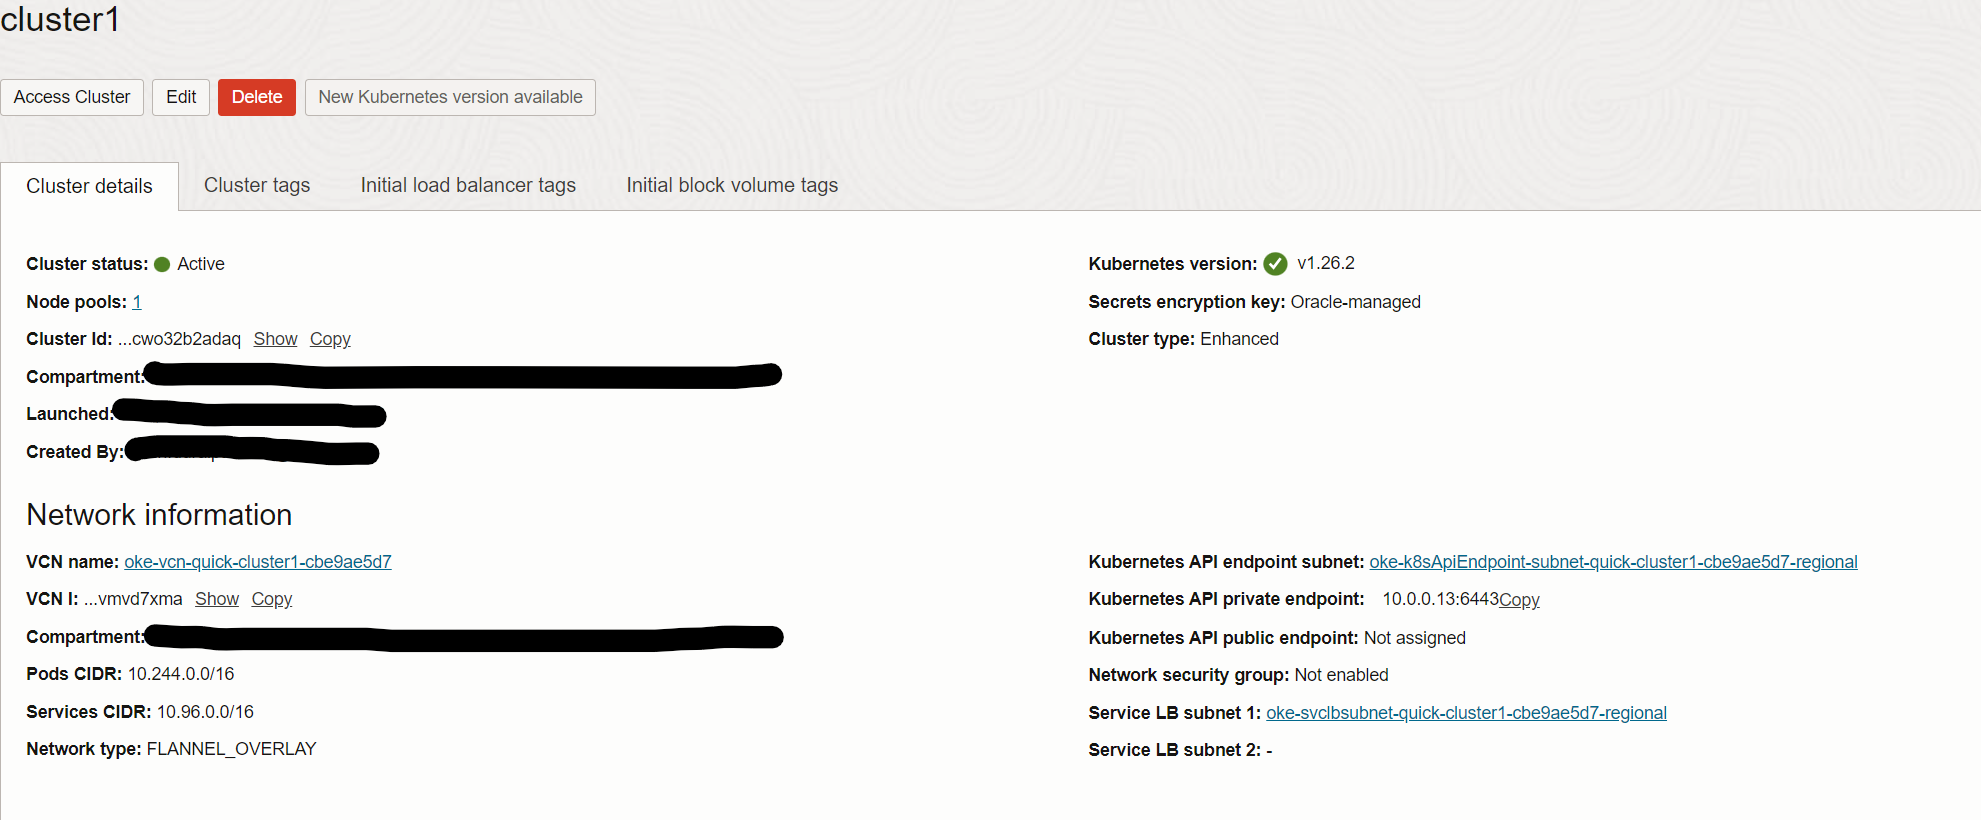 cluster1
Access Cluster Edit Delete New Kubernetes version available
Cluster details Cluster tags Initial load balancer tags Initial block volume tags
Cluster status: Active
Node pools: 1
Cluster Id: ...cwo32b2adaq Show Copy
Compartment:
Launched:
Created By:
Kubernetes version: v1.26.2
Secrets encryption key: Oracle-managed
Cluster type: Enhanced
Network information
VCN name: oke-vcn-quick-cluster1-cbe9ae5d7
VCN I: ...vmvd7xma Show Copy
Compartment:
Pods CIDR: 10.244.0.0/16
Services CIDR: 10.96.0.0/16
Network type: FLANNEL_OVERLAY
Kubernetes API endpoint subnet: oke-k8sApiEndpoint-subnet-quick-cluster1-cbe9ae5d7-regional
Kubernetes API private endpoint: 10.0.0.13:6443Copy
Kubernetes API public endpoint: Not assigned
Network security group: Not enabled
Service LB subnet 1: oke-svclbsubnet-quick-cluster1-cbe9ae5d7-regional
Service LB subnet 2: -